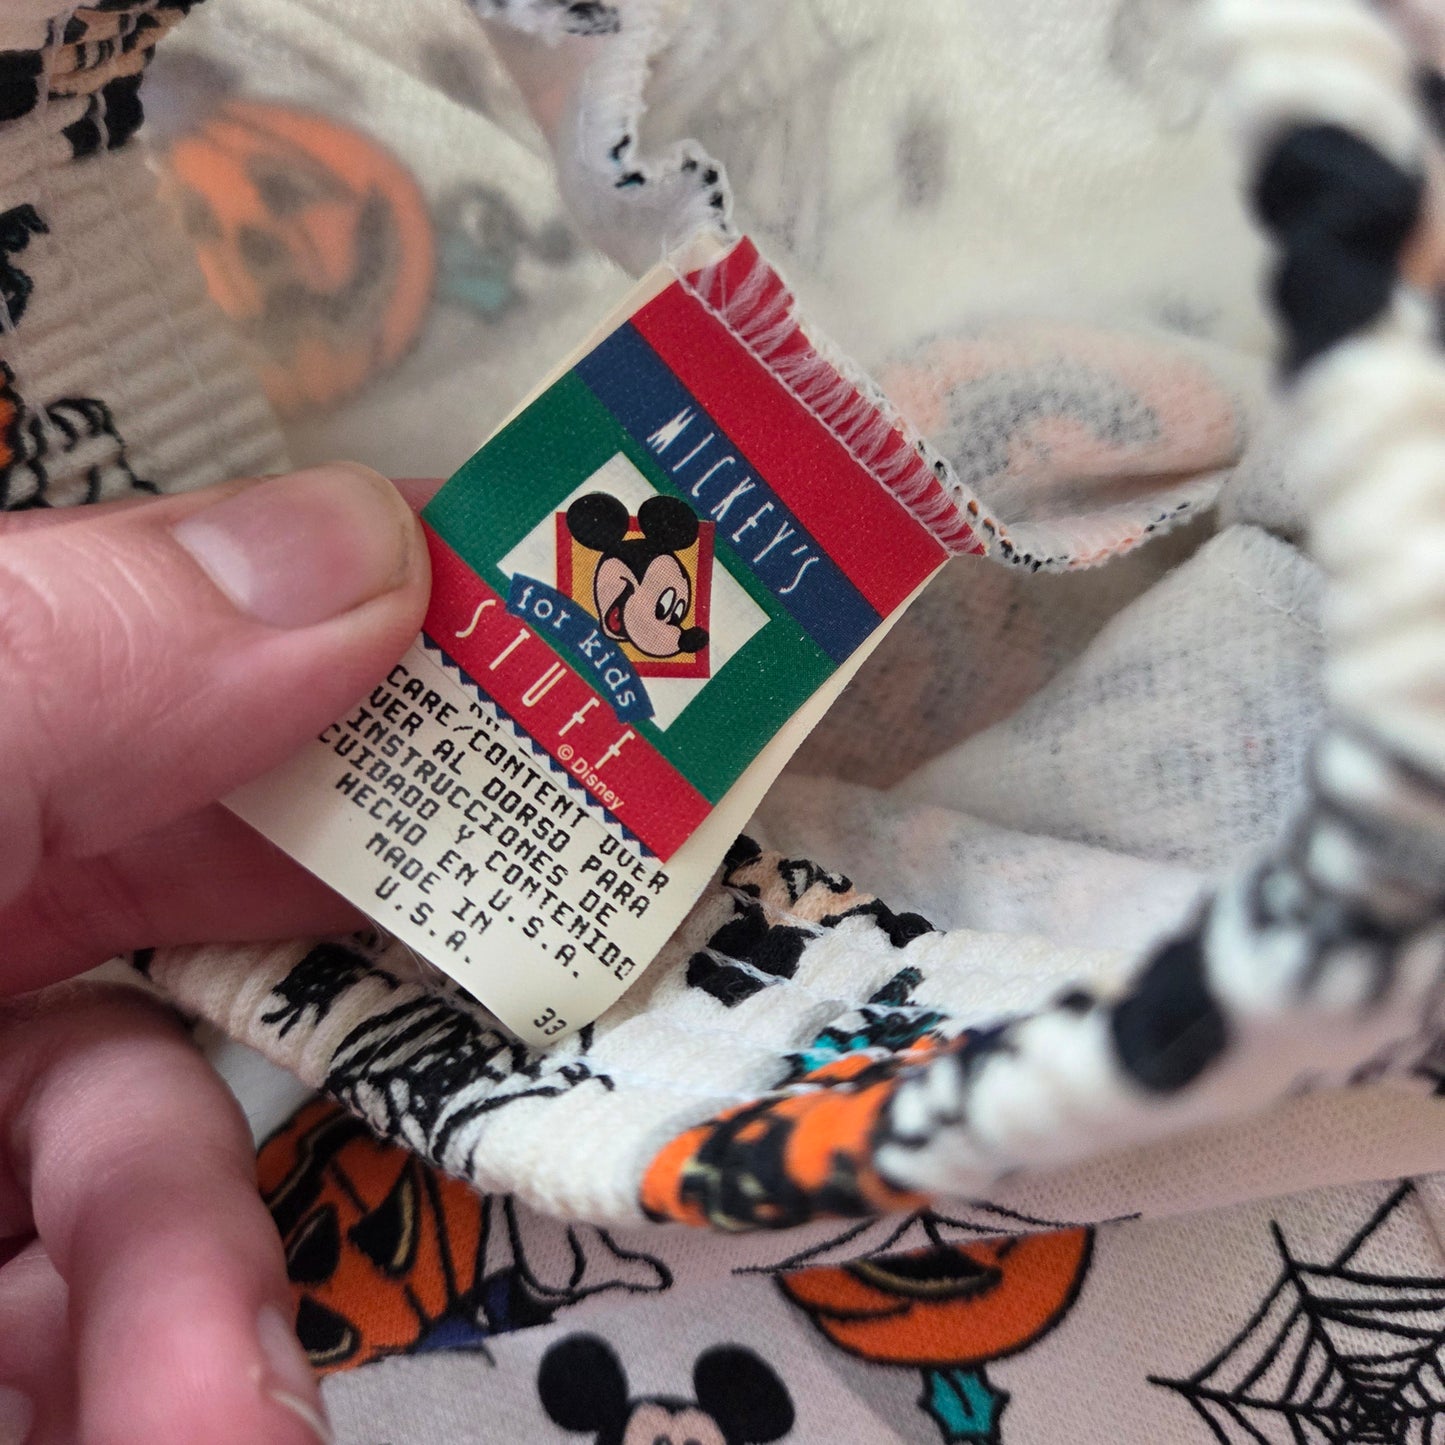 MICKEY'S
for kids
STUFF
© Disney
CARE/CONTENT OVER
VER AL DORSO PARA
INSTRUCCIONES DE
CUIDADO Y CONTENIDO
HECHO EN U.S.A.
MADE IN
U.S.A.
33